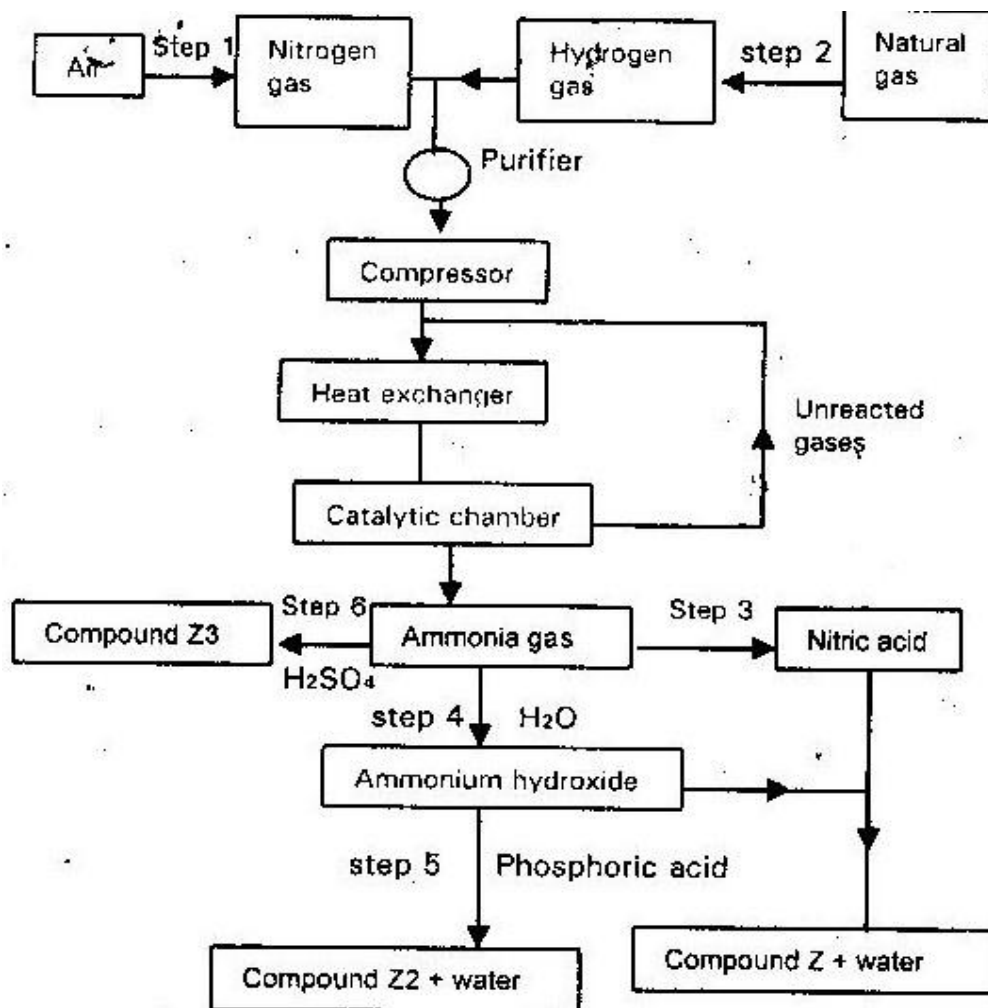 Air
Step 1
Nitrogen
gas
Hydrogen
gas
step 2
Natural
gas
Purifier
Compressor
Heat exchanger
Unreacted
gases
Catalytic chamber
Compound Z3
Step 6
H₂SO₄
Ammonia gas
Step 3
Nitric acid
step 4
H₂O
Ammonium hydroxide
step 5
Phosphoric acid
Compound Z2 + water
Compound Z + water